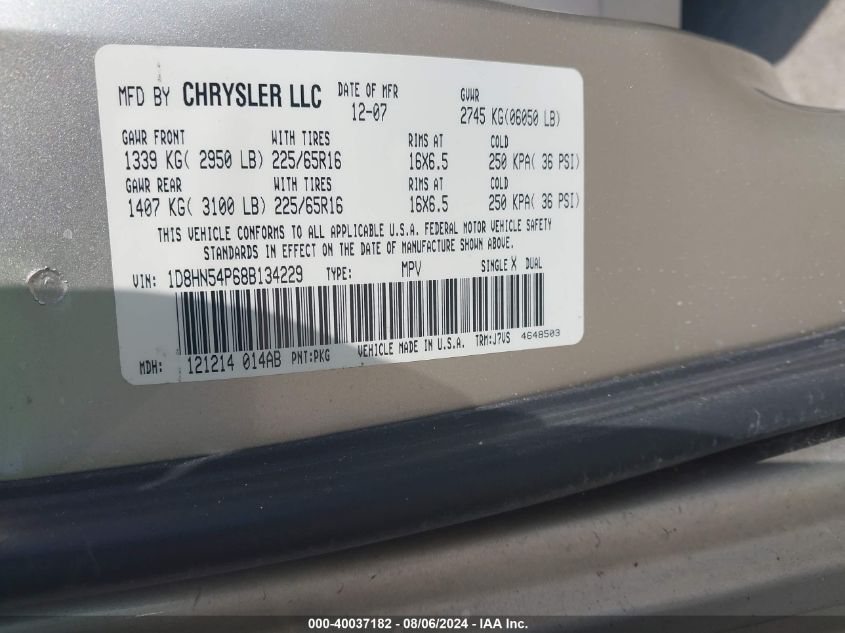 MFD BY CHRYSLER LLC DATE OF MFR 12-07 GVWR 2745 KG(06050 LB)
GAWR FRONT WITH TIRES RIMS AT COLD
1339 KG( 2950 LB) 225/65R16 16X6.5 250 KPA( 36 PSI)
GAWR REAR WITH TIRES RIMS AT COLD
1407 KG( 3100 LB) 225/65R16 16X6.5 250 KPA( 36 PSI)
THIS VEHICLE CONFORMS TO ALL APPLICABLE U.S.A. FEDERAL MOTOR VEHICLE SAFETY
STANDARDS IN EFFECT ON THE DATE OF MANUFACTURE SHOWN ABOVE.
VIN: 1D8HN54P68B134229 TYPE: MPV SINGLE X DUAL
MDH: 121214 014AB PNT:PKG VEHICLE MADE IN U.S.A. TRM:J7VS 4648503
000-40037182 - 08/06/2024 - IAA Inc.